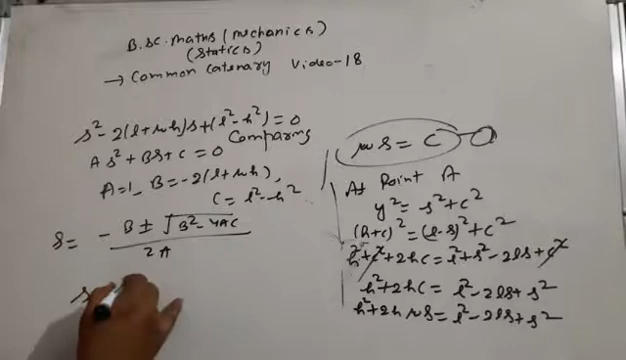 B.Sc. Maths (Mechanics)
(Statics)
→ Common Catenary Video-18
s² - 2(l+μh)s + (l²-h²) = 0
Comparing
As² + Bs + C = 0
A=1, B=-2(l+μh),
C = l²-h²
s = -B ± √B²-4AC / 2A
s
μs = c —①
At Point A
y² = s²+c²
(h+c)² = (l-s)²+c²
h²+c²+2hc = l²+s²-2ls+c²
h²+2hc = l²-2ls+s²
h²+2hμs = l²-2ls+s²